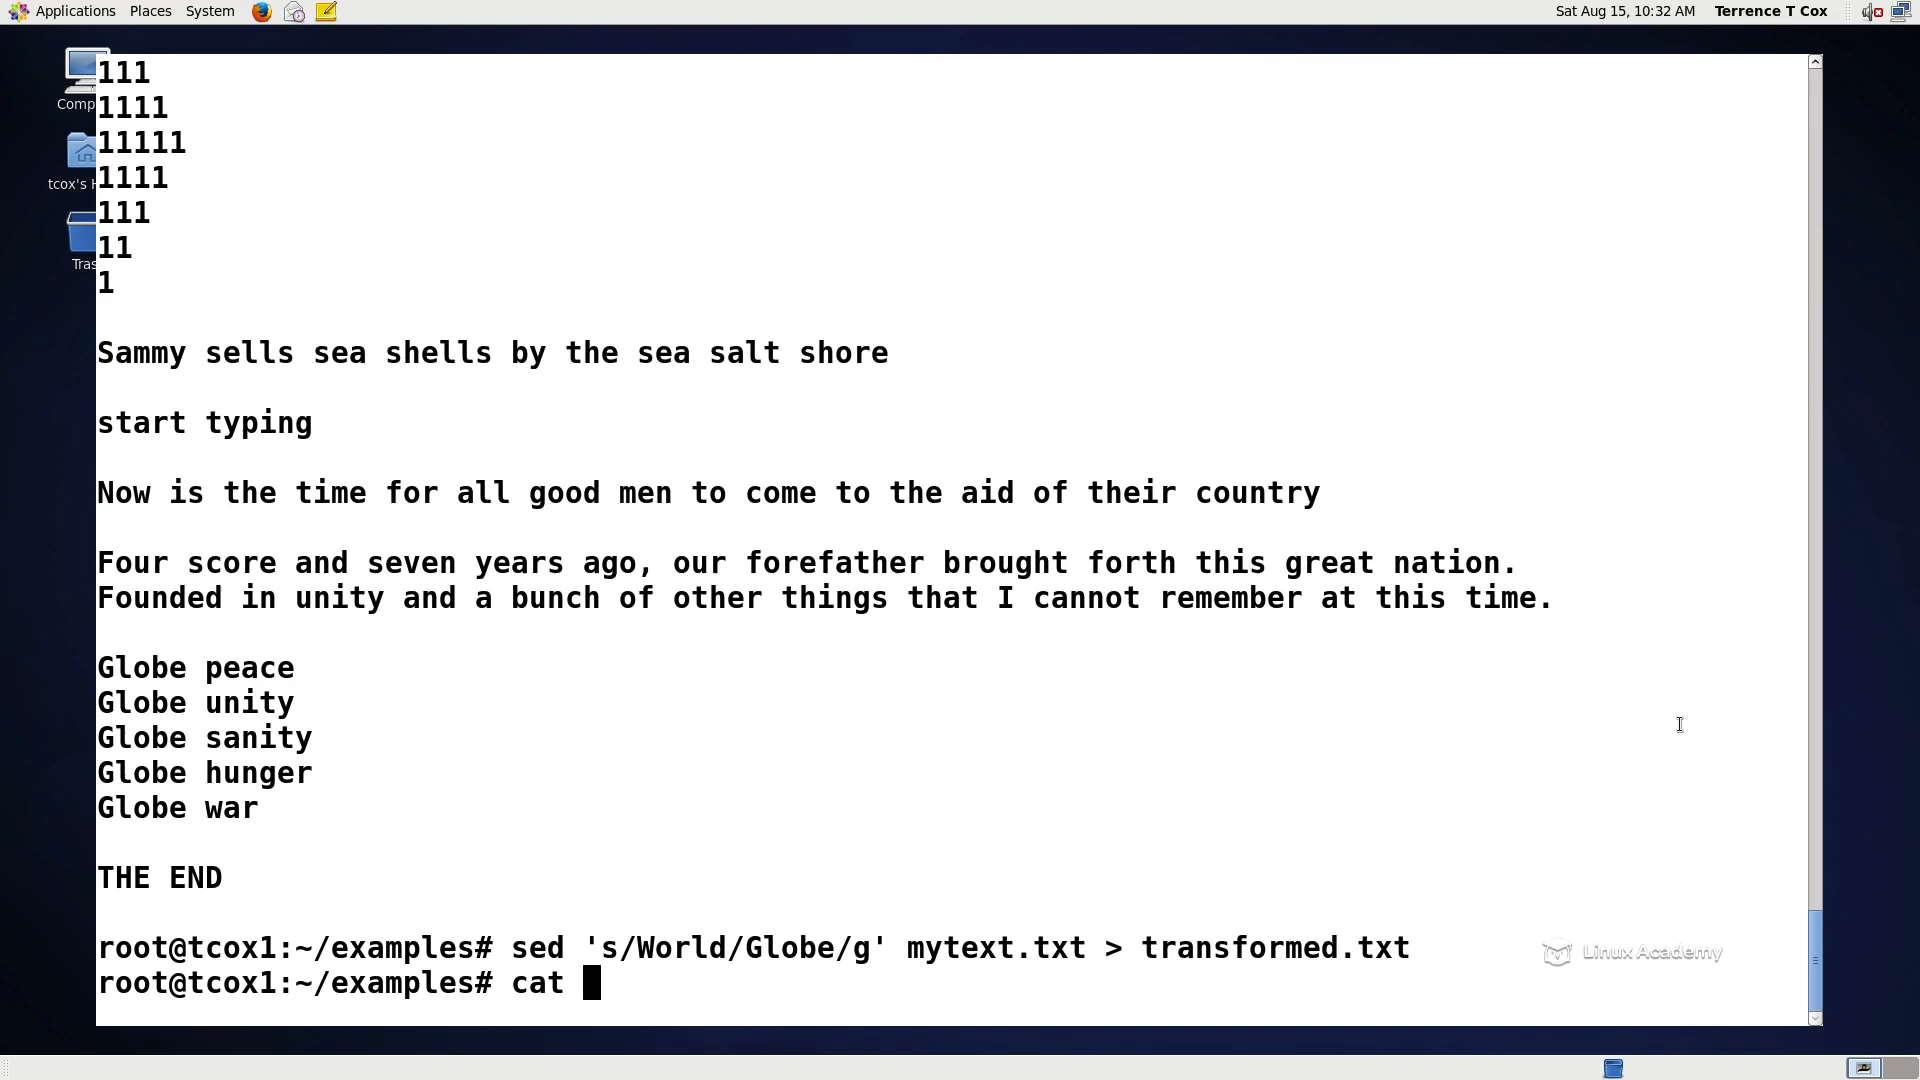 Applications Places System Sat Aug 15, 10:32 AM Terrence T Cox
Comp
tcox's H
Tras
111
1111
11111
1111
111
11
1
Sammy sells sea shells by the sea salt shore
start typing
Now is the time for all good men to come to the aid of their country
Four score and seven years ago, our forefather brought forth this great nation.
Founded in unity and a bunch of other things that I cannot remember at this time.
Globe peace
Globe unity
Globe sanity
Globe hunger
Globe war
THE END
root@tcox1:~/examples# sed 's/World/Globe/g' mytext.txt > transformed.txt
root@tcox1:~/examples# cat
Linux Academy